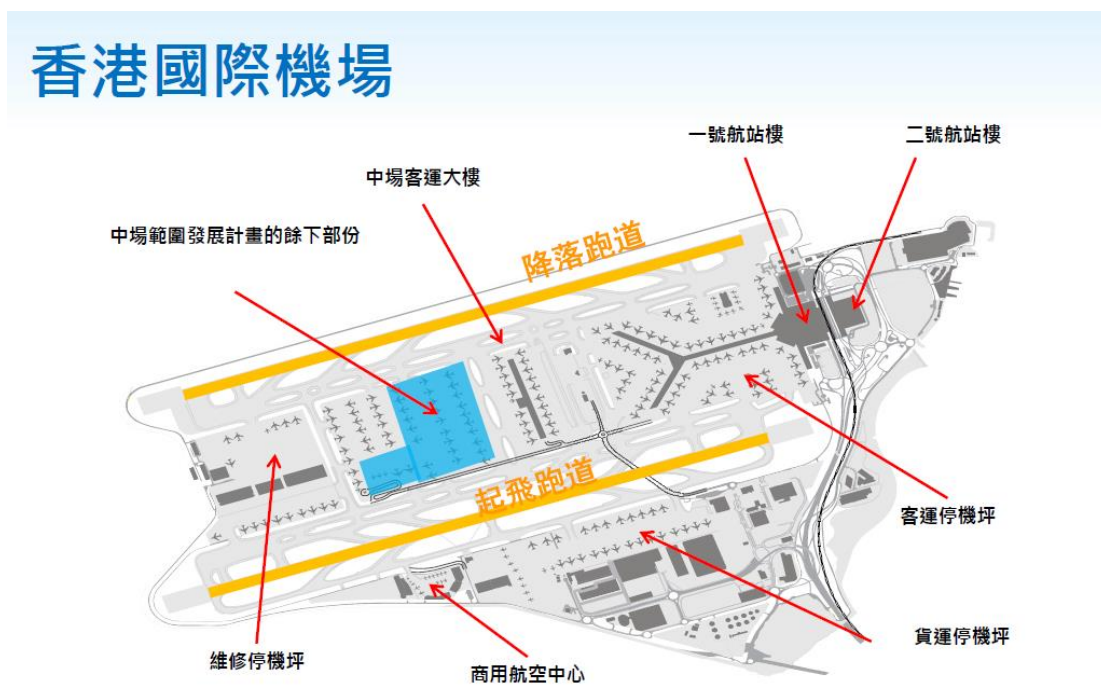 香港國際機場
一號航站樓
二號航站樓
中場客運大樓
中場範圍發展計畫的餘下部份
降落跑道
起飛跑道
客運停機坪
貨運停機坪
維修停機坪
商用航空中心